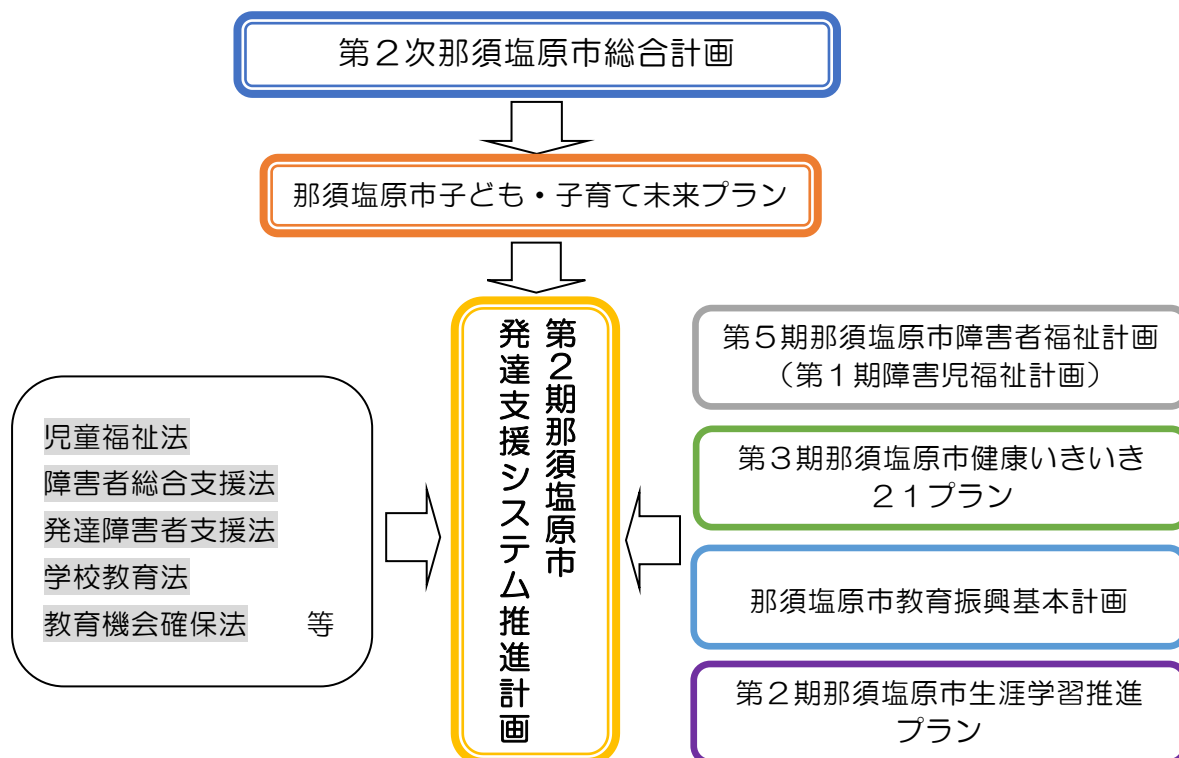 第２次那須塩原市総合計画
那須塩原市子ども・子育て未来プラン
第２期那須塩原市
発達支援システム推進計画
児童福祉法
障害者総合支援法
発達障害者支援法
学校教育法
教育機会確保法　等
第５期那須塩原市障害者福祉計画
（第１期障害児福祉計画）
第３期那須塩原市健康いきいき
２１プラン
那須塩原市教育振興基本計画
第２期那須塩原市生涯学習推進
プラン